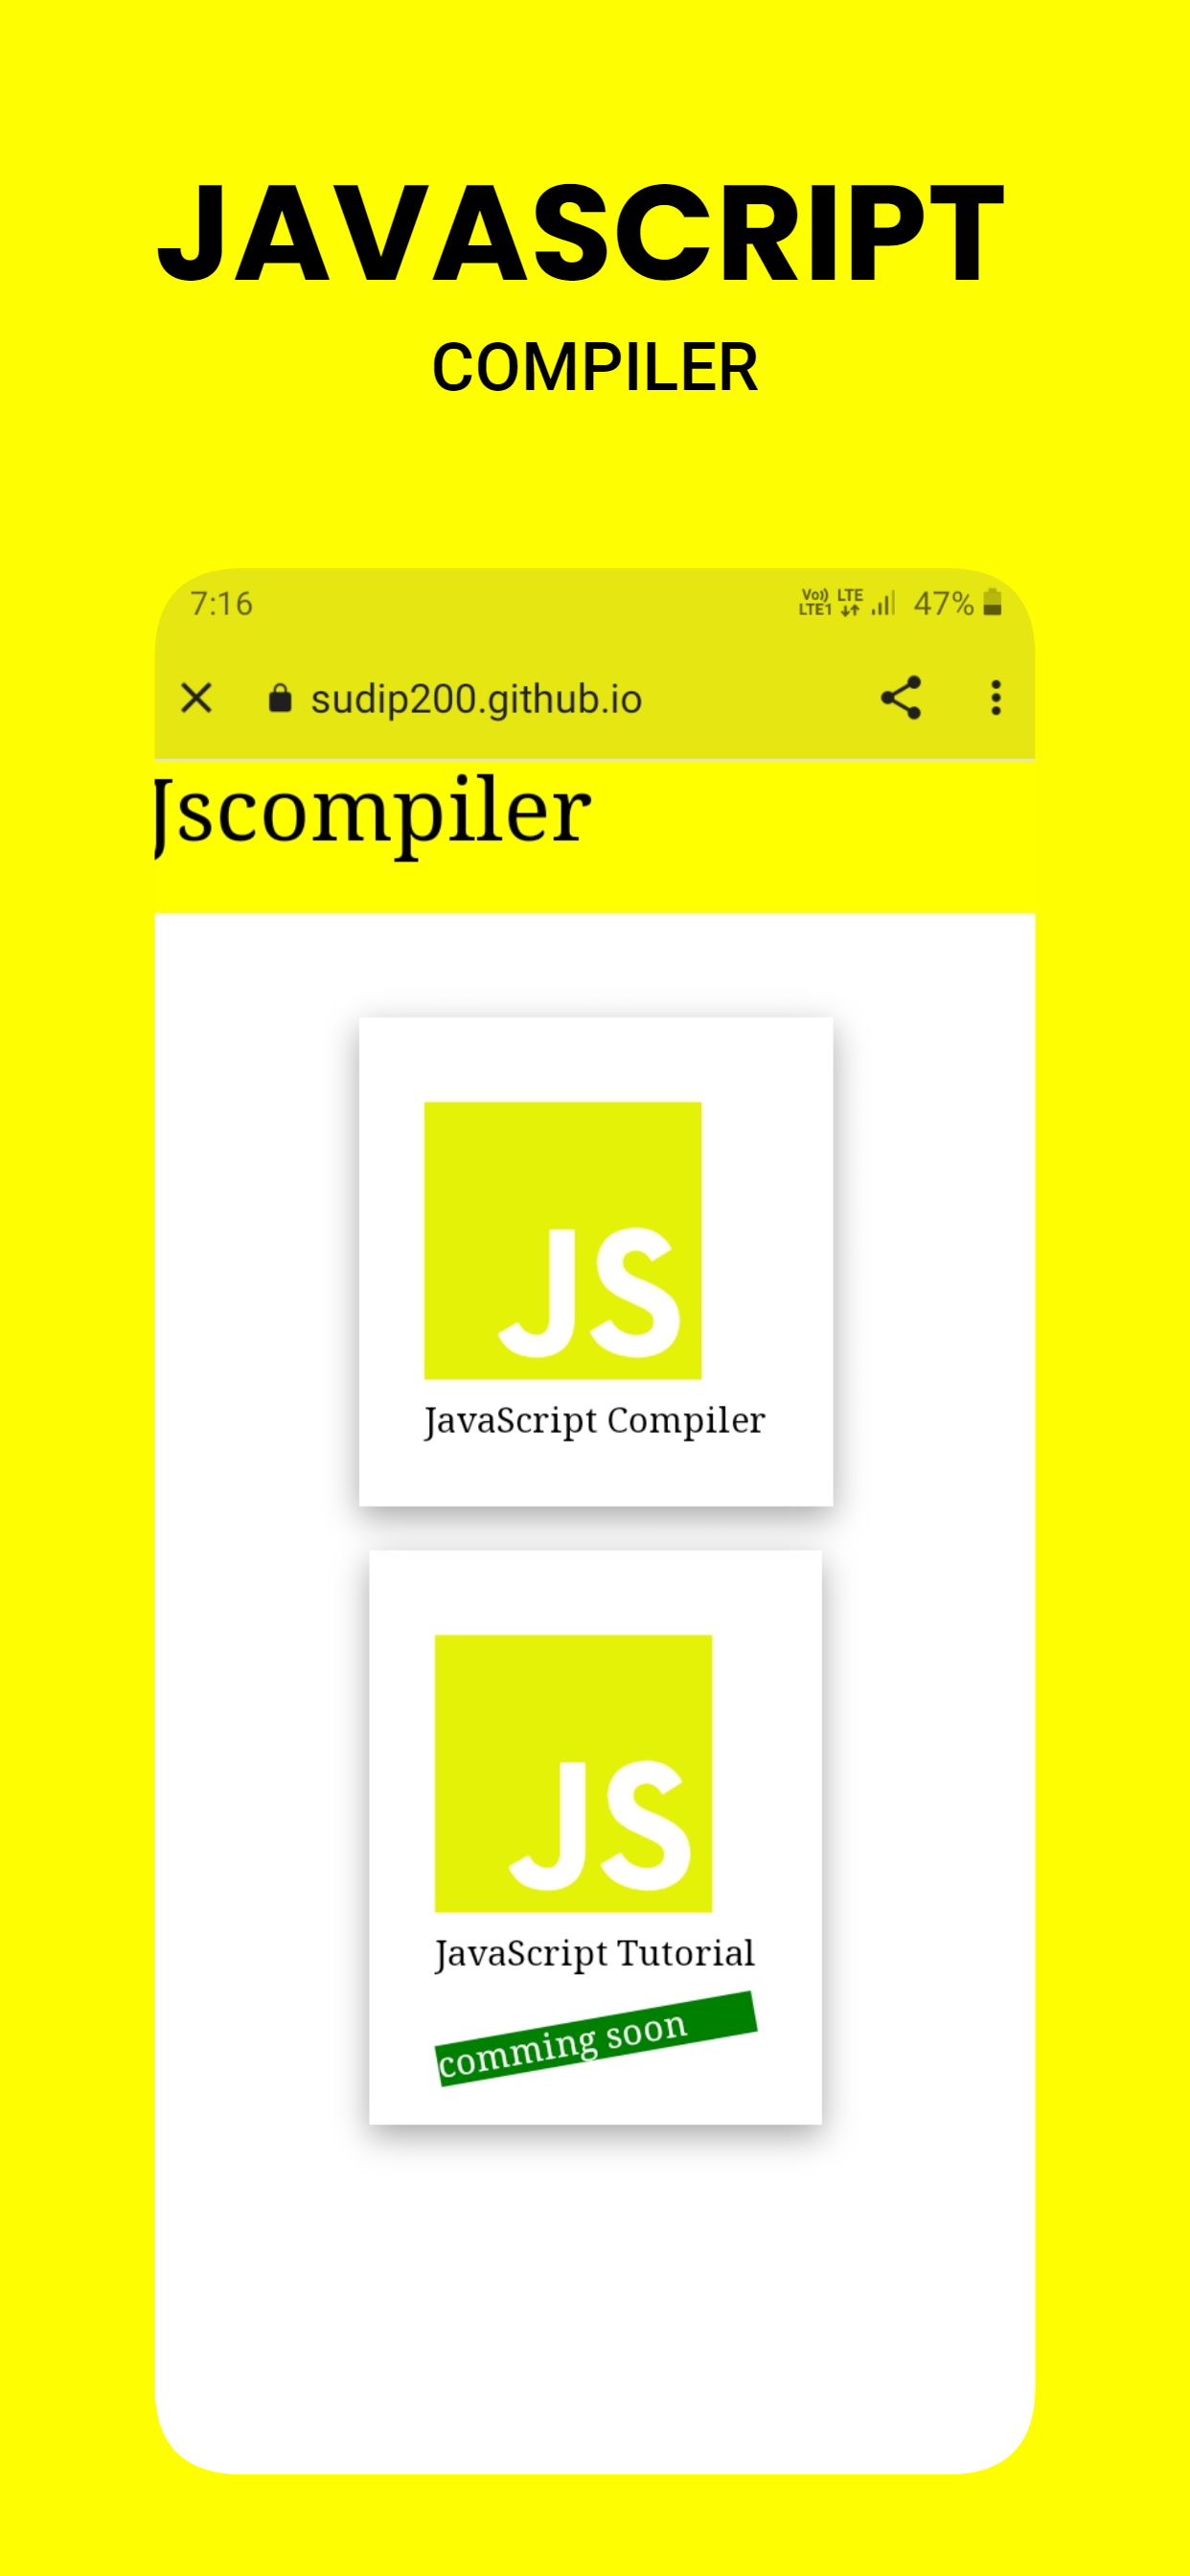 JAVASCRIPT
COMPILER
7:16 Vo)) LTE1 LTE 47%
sudip200.github.io
Jscompiler
JS
JavaScript Compiler
JS
JavaScript Tutorial
comming soon